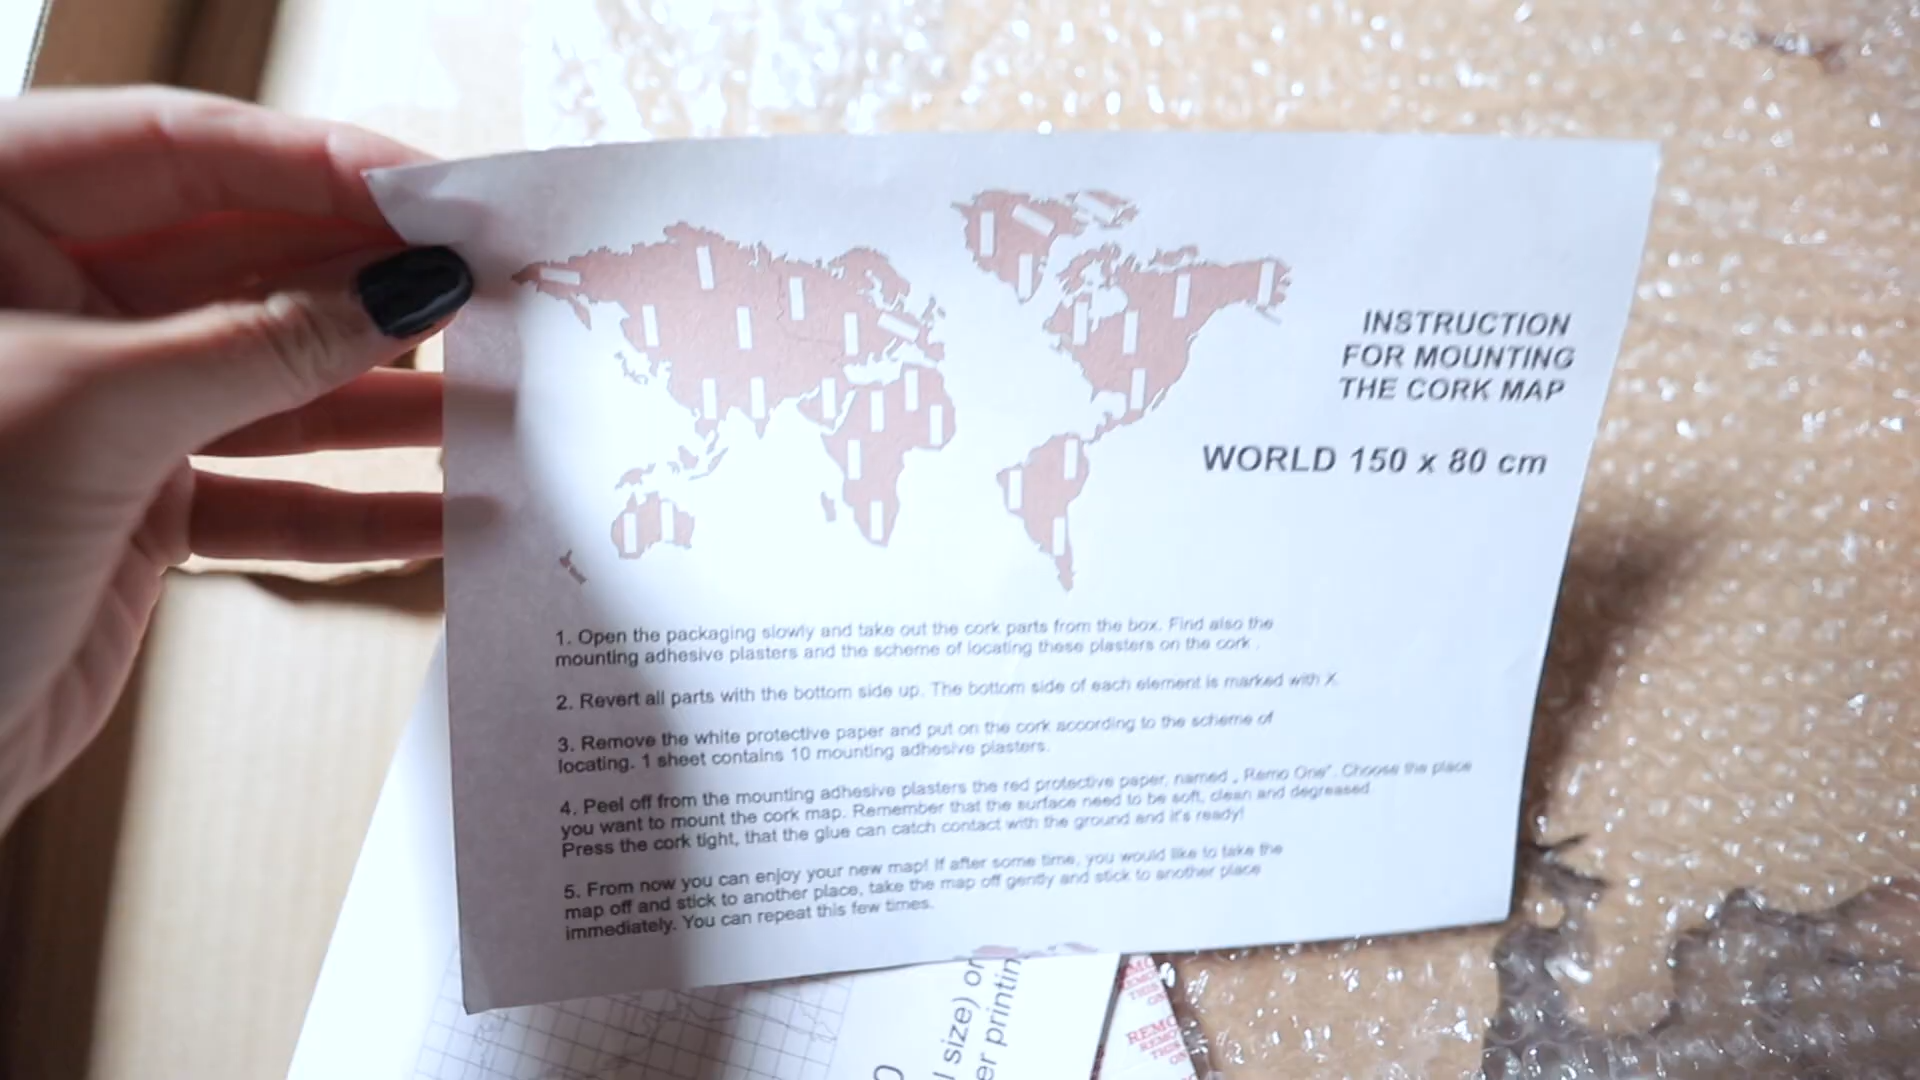 INSTRUCTION
FOR MOUNTING
THE CORK MAP
WORLD 150 x 80 cm
1. Open the packaging slowly and take out the cork parts from the box. Find also the
mounting adhesive plasters and the scheme of locating these plasters on the cork .
2. Revert all parts with the bottom side up. The bottom side of each element is marked with X.
3. Remove the white protective paper and put on the cork according to the scheme of
locating. 1 sheet contains 10 mounting adhesive plasters.
4. Peel off from the mounting adhesive plasters the red protective paper, named „ Remo One". Choose the place
you want to mount the cork map. Remember that the surface need to be soft, clean and degreased.
Press the cork tight, that the glue can catch contact with the ground and it's ready!
5. From now you can enjoy your new map! If after some time, you would like to take the
map off and stick to another place, take the map off gently and stick to another place
immediately. You can repeat this few times.
size) or
printin
THIS
REMO